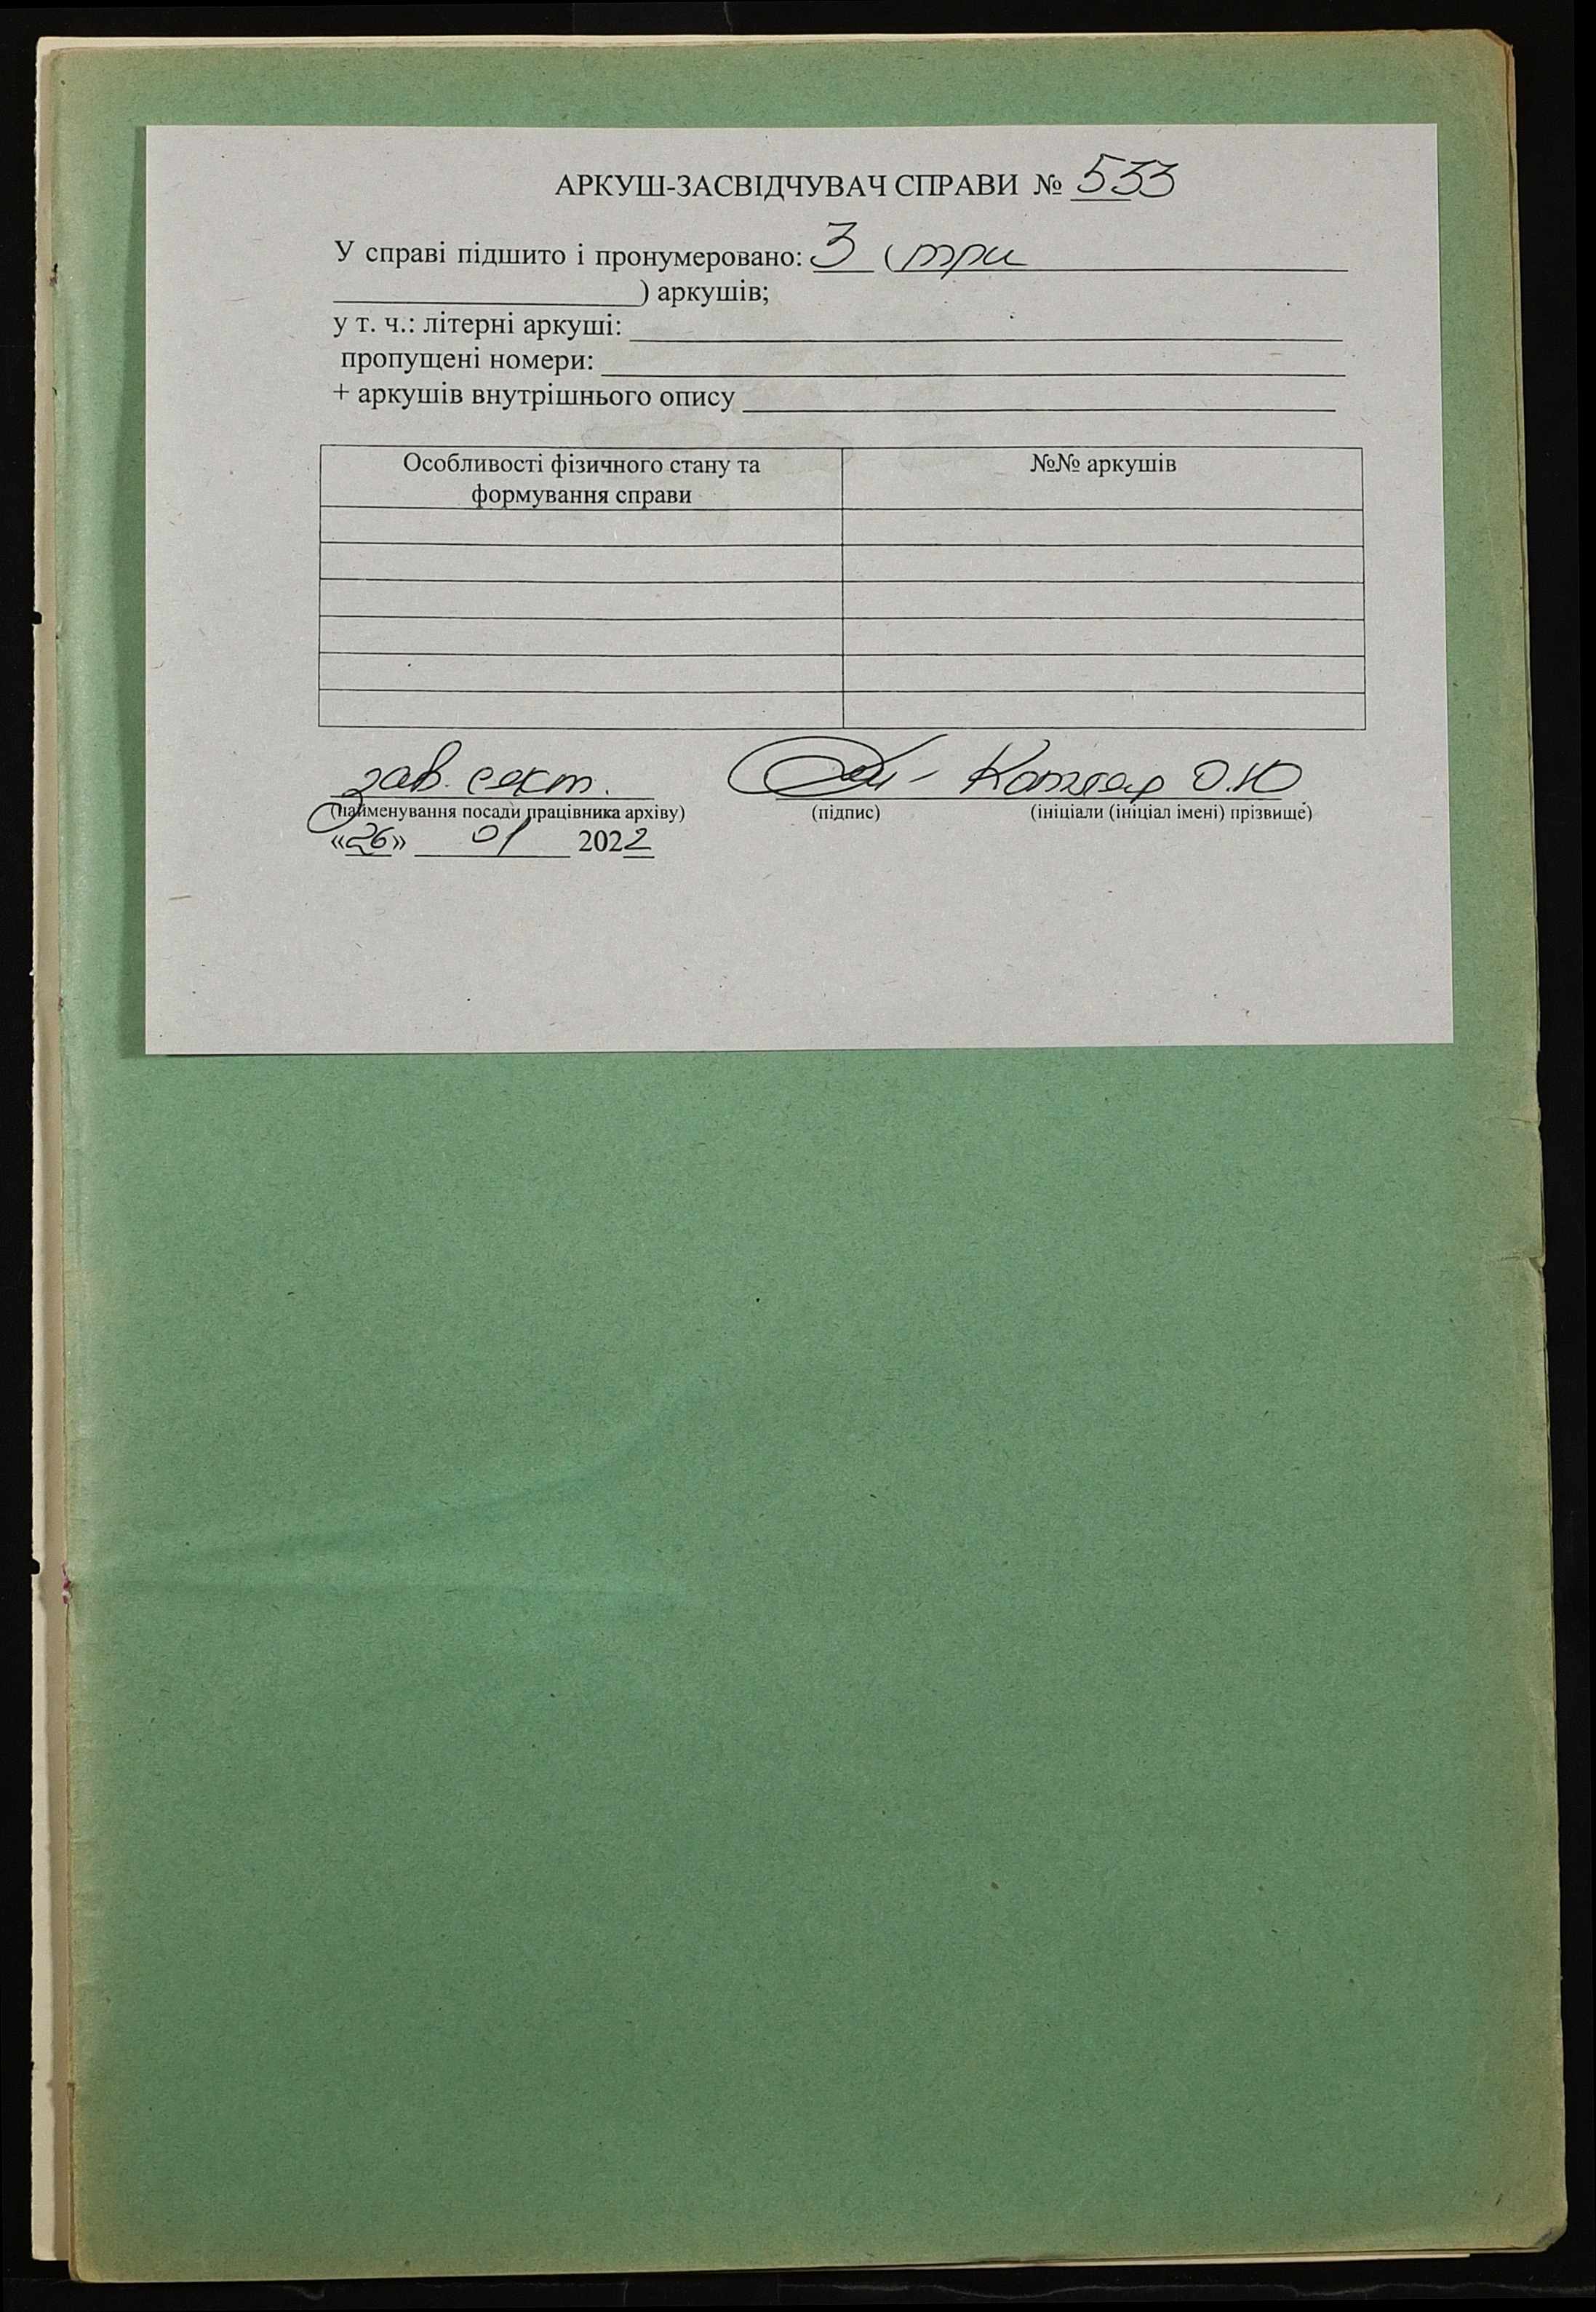 АРКУШ-ЗАСВІДЧУВАЧ СПРАВИ № 533
У справі підшито і пронумеровано: 3 ( три
) аркушів;
у т. ч.: літерні аркуші:
пропущені номери:
+ аркушів внутрішнього опису
Особливості фізичного стану та
формування справи
№№ аркушів
зав. сект. О.Ю
(найменування посади працівника архіву) (підпис) (ініціали (ініціал імені) прізвище)
«26» 01 2022